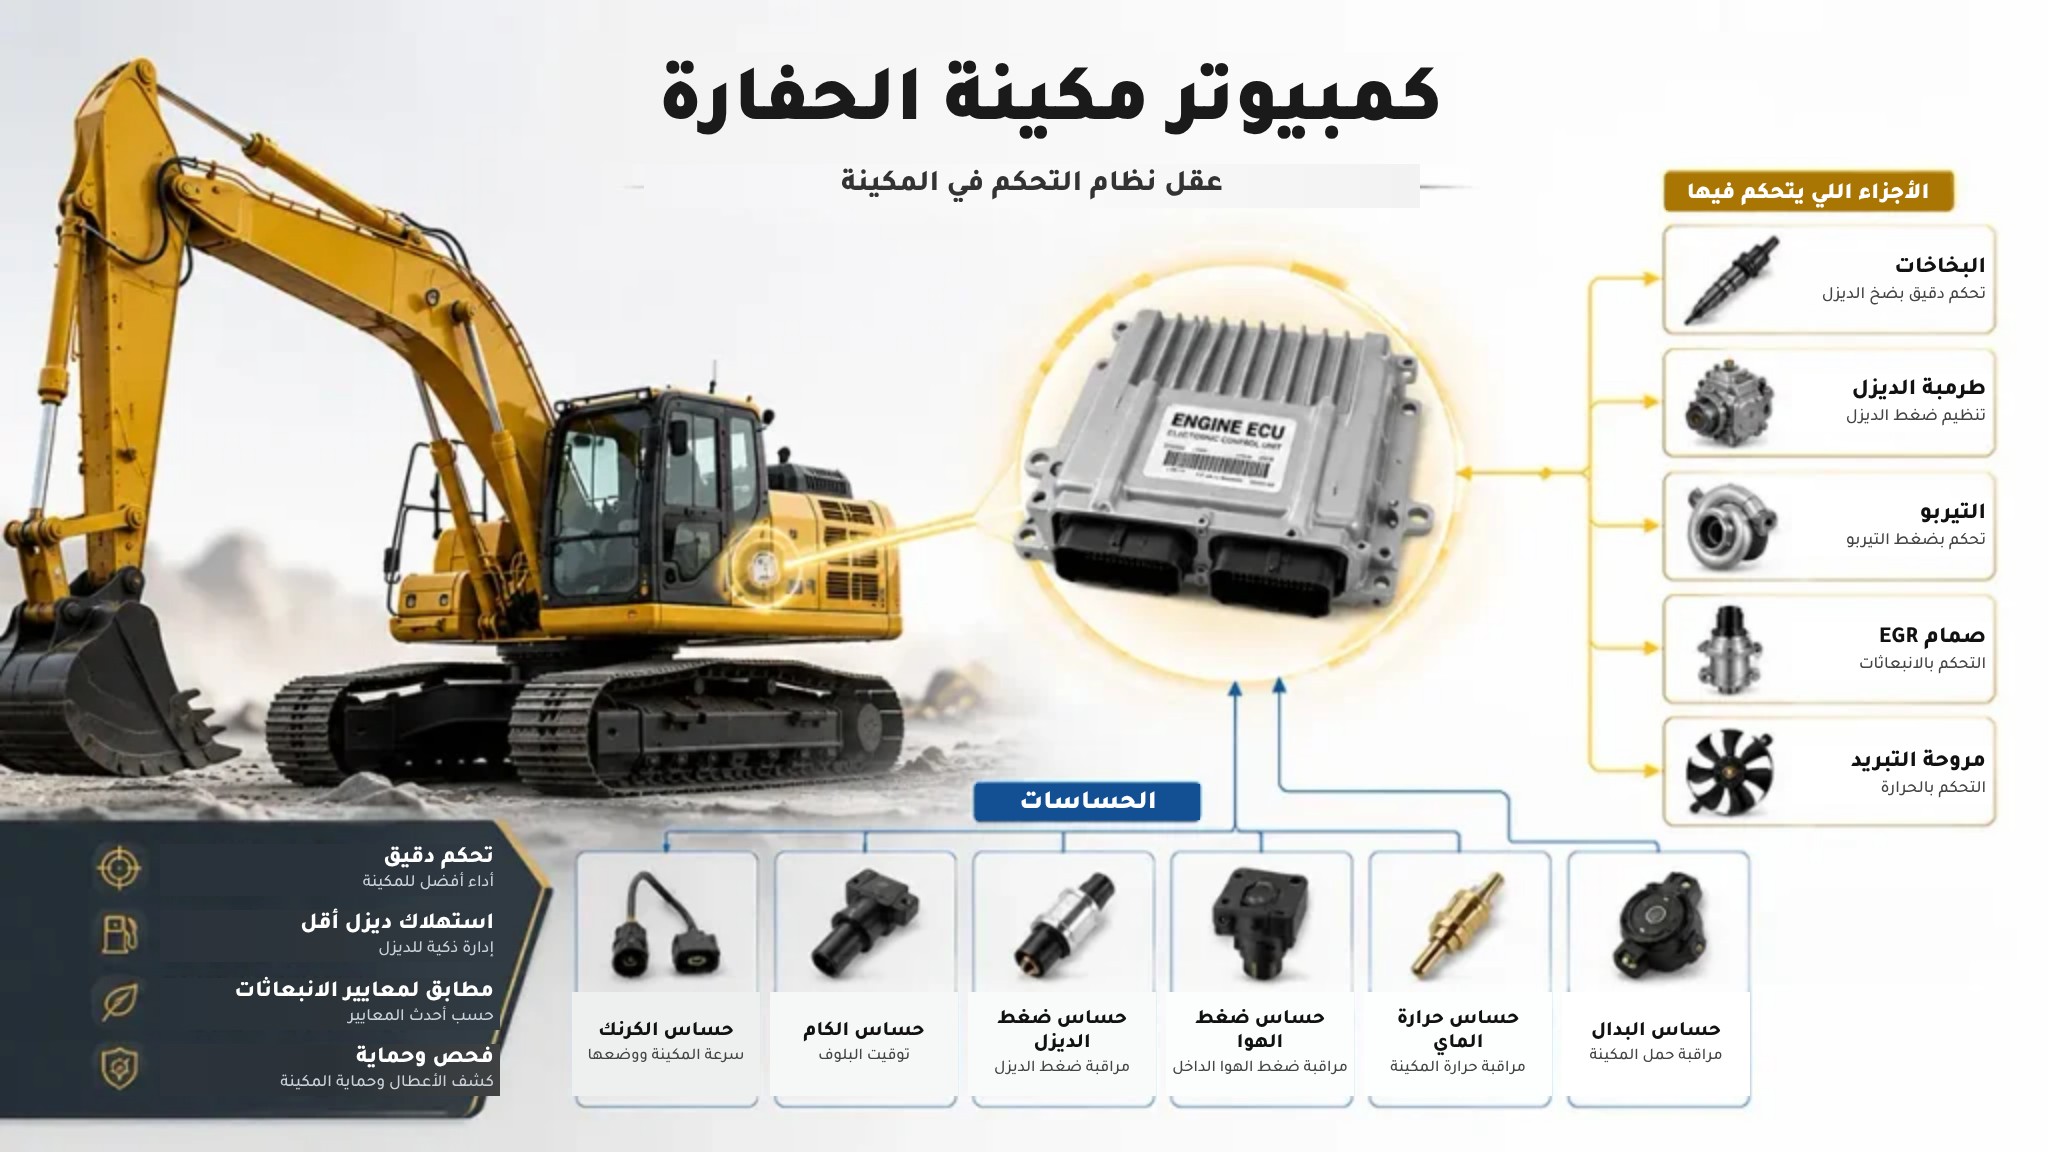 كمبيوتر مكينة الحفارة
عقل نظام التحكم في المكينة
الأجزاء اللي يتحكم فيها
البخاخات
تحكم دقيق بضخ الديزل
طرمبة الديزل
تنظيم ضغط الديزل
التيربو
تحكم بضغط التيربو
صمام EGR
التحكم بالانبعاثات
مروحة التبريد
التحكم بالحرارة
ENGINE ECU
ELECTRONIC CONTROL UNIT
الحساسات
حساس البدال
مراقبة حمل المكينة
حساس حرارة
الماي
مراقبة حرارة المكينة
حساس ضغط
الهوا
مراقبة ضغط الهوا الداخل
حساس ضغط
الديزل
مراقبة ضغط الديزل
حساس الكام
توقيت البلوف
حساس الكرنك
سرعة المكينة ووضعها
تحكم دقيق
أداء أفضل للمكينة
استهلاك ديزل أقل
إدارة ذكية للديزل
مطابق لمعايير الانبعاثات
حسب أحدث المعايير
فحص وحماية
كشف الأعطال وحماية المكينة